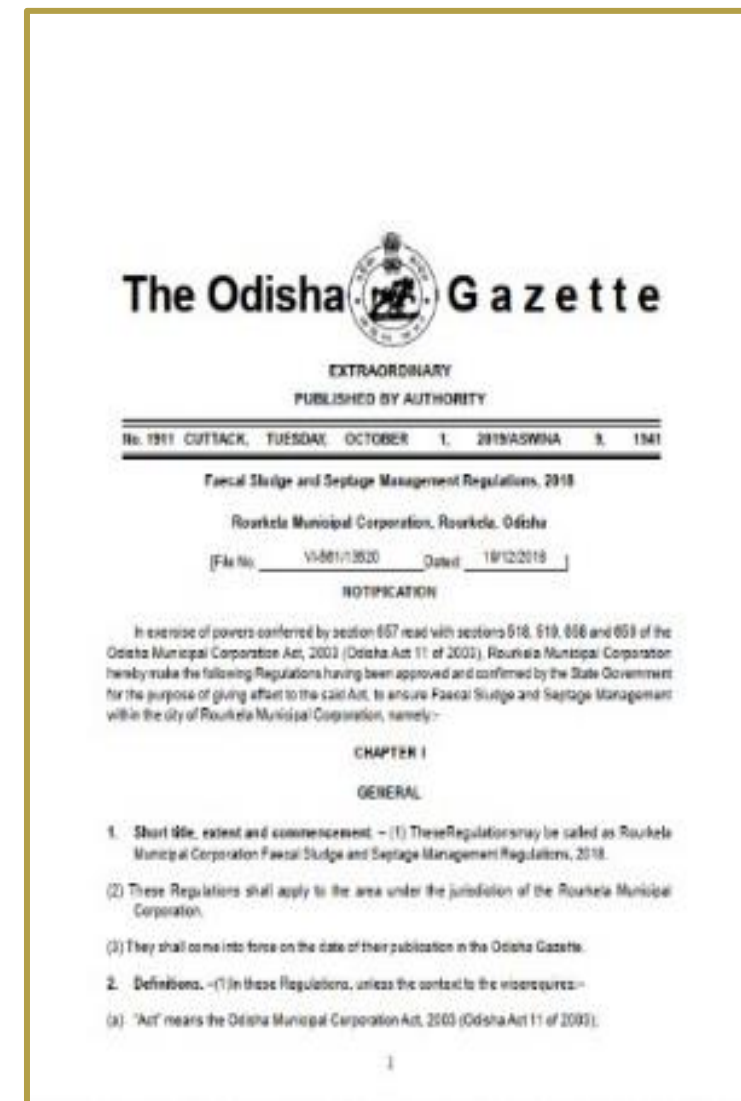 The Odisha Gazette
EXTRAORDINARY
PUBLISHED BY AUTHORITY
No. 1911 CUTTACK, TUESDAY, OCTOBER 1, 2019/ASWINA 9, 1941
Faecal Sludge and Septage Management Regulations, 2018
Rourkela Municipal Corporation, Rourkela, Odisha
[File No. Dated ]
NOTIFICATION
In exercise of powers conferred by section 657 read with sections 518, 519, 658 and 659 of the
Odisha Municipal Corporation Act, 2003 (Odisha Act 11 of 2003), Rourkela Municipal Corporation
hereby make the following Regulations having been approved and confirmed by the State Government
for the purpose of giving effect to the said Act, to ensure Faecal Sludge and Septage Management
within the city of Rourkela Municipal Corporation, namely:-
CHAPTER I
GENERAL
1. Short title, extent and commencement. – (1) TheseRegulationsmay be called as Rourkela
Municipal Corporation Faecal Sludge and Septage Management Regulations, 2018.
(2) These Regulations shall apply to the area under the jurisdiction of the Rourkela Municipal
Corporation.
(3) They shall come into force on the date of their publication in the Odisha Gazette.
2. Definitions. –(1)In these Regulations, unless the context
(a) "Act" means the Odisha Municipal Corporation Act, 2003 (Odisha Act 11 of 2003);
1